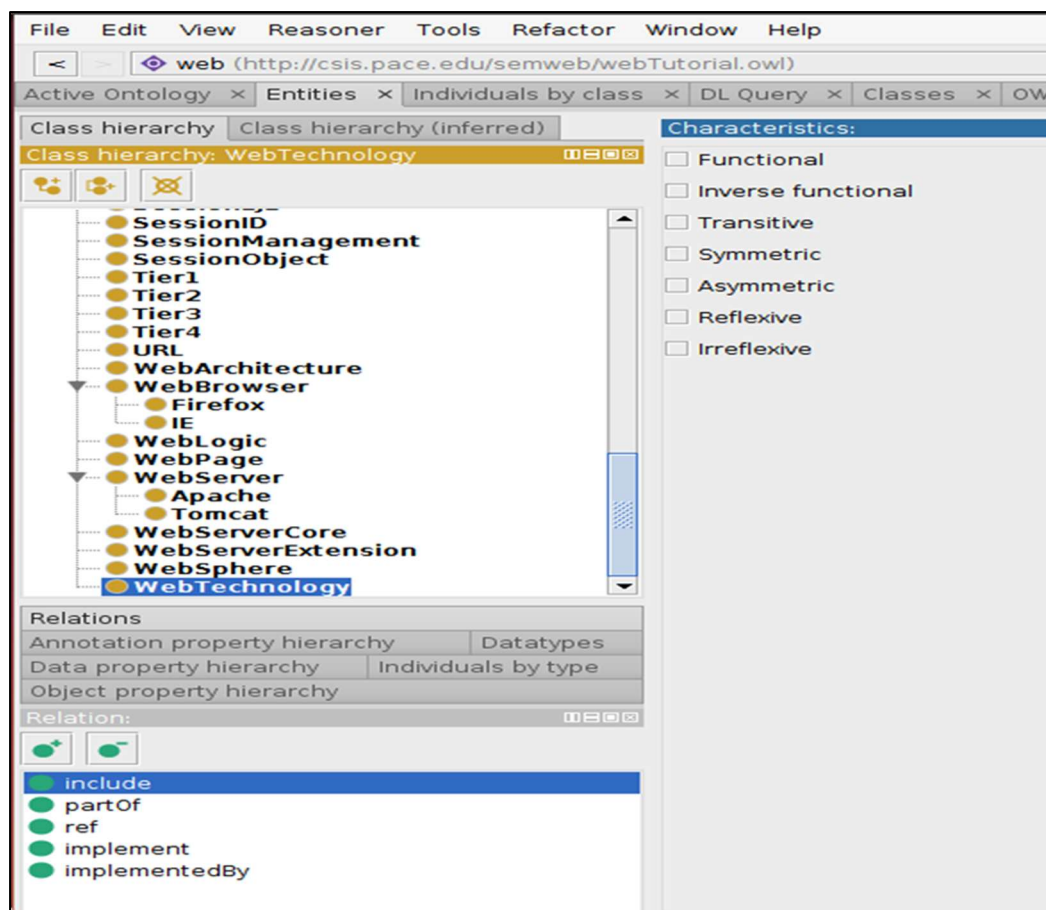 File Edit View Reasoner Tools Refactor Window Help
< > web (http://csis.pace.edu/semweb/webTutorial.owl)
Active Ontology × Entities × Individuals by class × DL Query × Classes × OW
Class hierarchy Class hierarchy (inferred)
Class hierarchy: WebTechnology
SessionID
SessionManagement
SessionObject
Tier1
Tier2
Tier3
Tier4
URL
WebArchitecture
WebBrowser
Firefox
IE
WebLogic
WebPage
WebServer
Apache
Tomcat
WebServerCore
WebServerExtension
WebSphere
WebTechnology
Relations
Annotation property hierarchy Datatypes
Data property hierarchy Individuals by type
Object property hierarchy
Relation:
include
partOf
ref
implement
implementedBy
Characteristics:
Functional
Inverse functional
Transitive
Symmetric
Asymmetric
Reflexive
Irreflexive